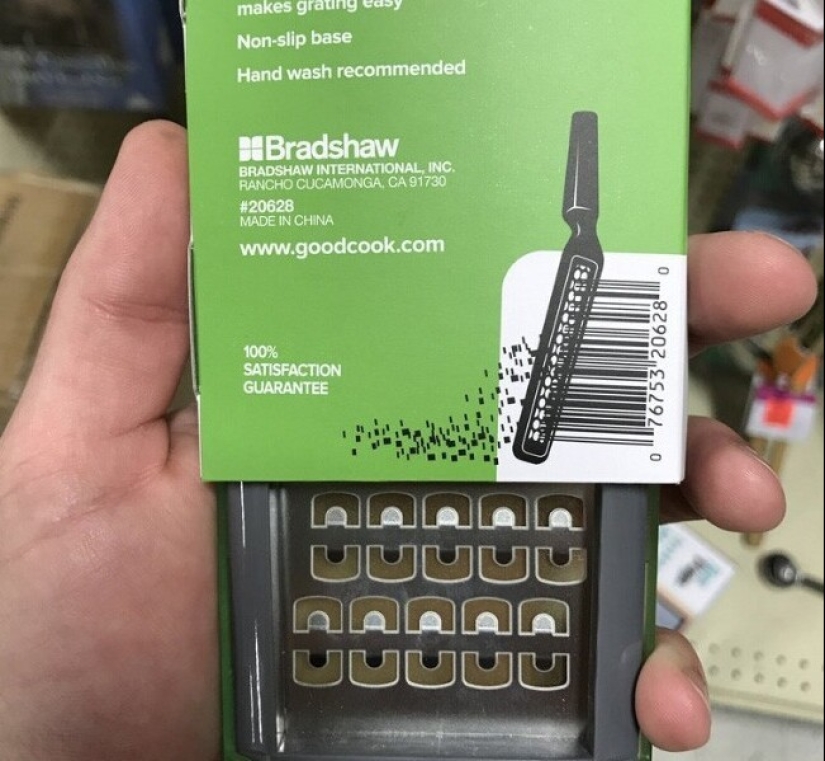 makes grating easy
Non-slip base
Hand wash recommended
Bradshaw
BRADSHAW INTERNATIONAL, INC.
RANCHO CUCAMONGA, CA 91730
#20628
MADE IN CHINA
www.goodcook.com
100%
SATISFACTION
GUARANTEE
0 76753 20628 0